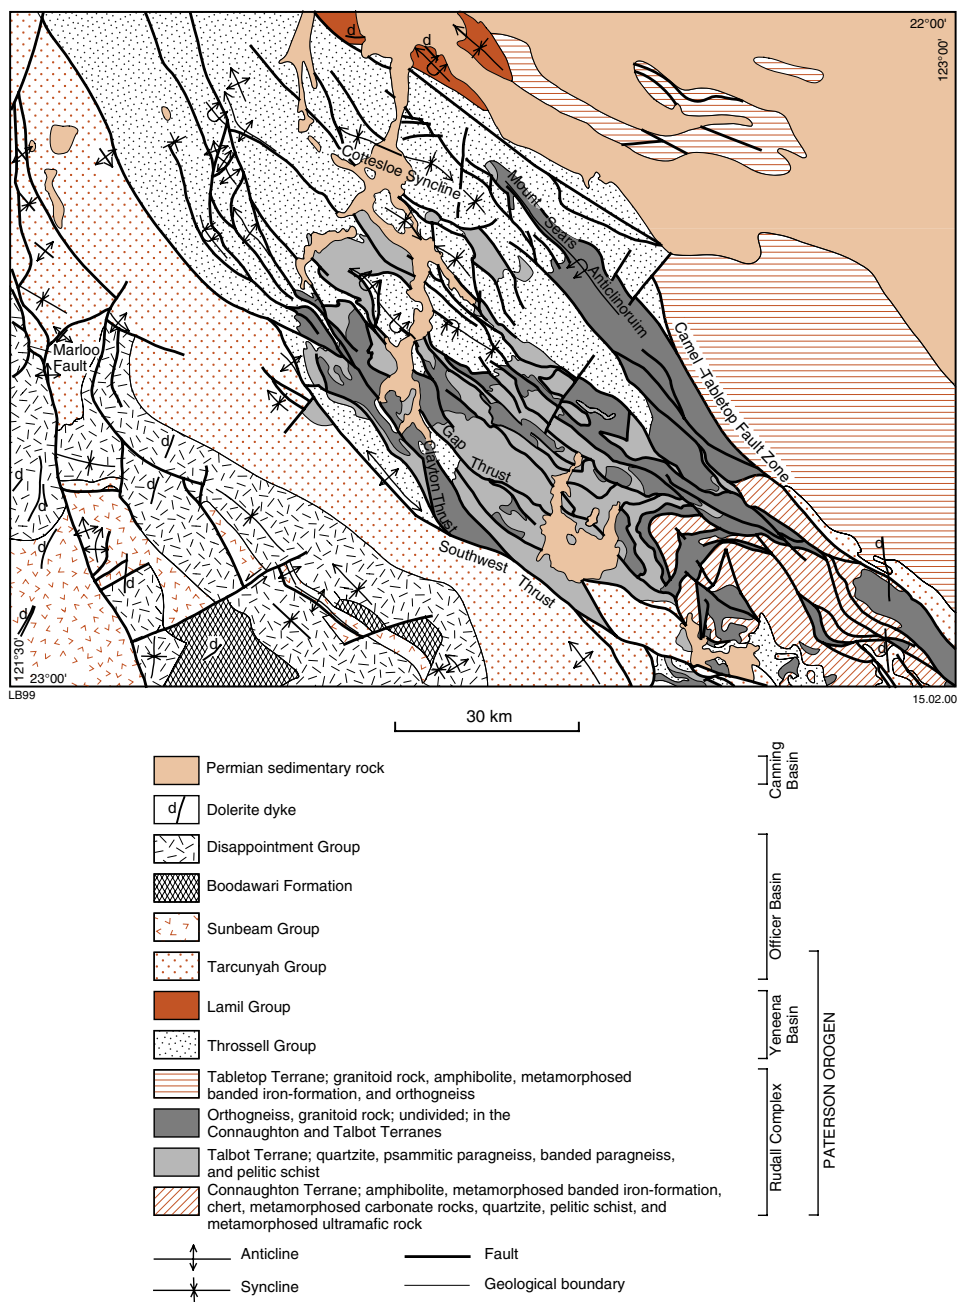 22°00'
123°00'
d
d
Cottesloe Syncline
Mount Sears Anticlinoruim
Marloo
Fault
Camel -Tabletop Fault Zone
d
d
d
d
d
Gap
Thrust
Clayton Thrust
Southwest Thrust
d
d
d
d
d
121°30'
23°00'
LB99
15.02.00
30 km
Permian sedimentary rock
Canning
Basin
d
Dolerite dyke
Disappointment Group
Boodawari Formation
Sunbeam Group
Tarcunyah Group
Officer Basin
Lamil Group
Throssell Group
Yeneena
Basin
Tabletop Terrane; granitoid rock, amphibolite, metamorphosed
banded iron-formation, and orthogneiss
Orthogneiss, granitoid rock; undivided; in the
Connaughton and Talbot Terranes
Talbot Terrane; quartzite, psammitic paragneiss, banded paragneiss,
and pelitic schist
Connaughton Terrane; amphibolite, metamorphosed banded iron-formation,
chert, metamorphosed carbonate rocks, quartzite, pelitic schist, and
metamorphosed ultramafic rock
Rudall Complex
PATERSON OROGEN
Anticline
Fault
Syncline
Geological boundary